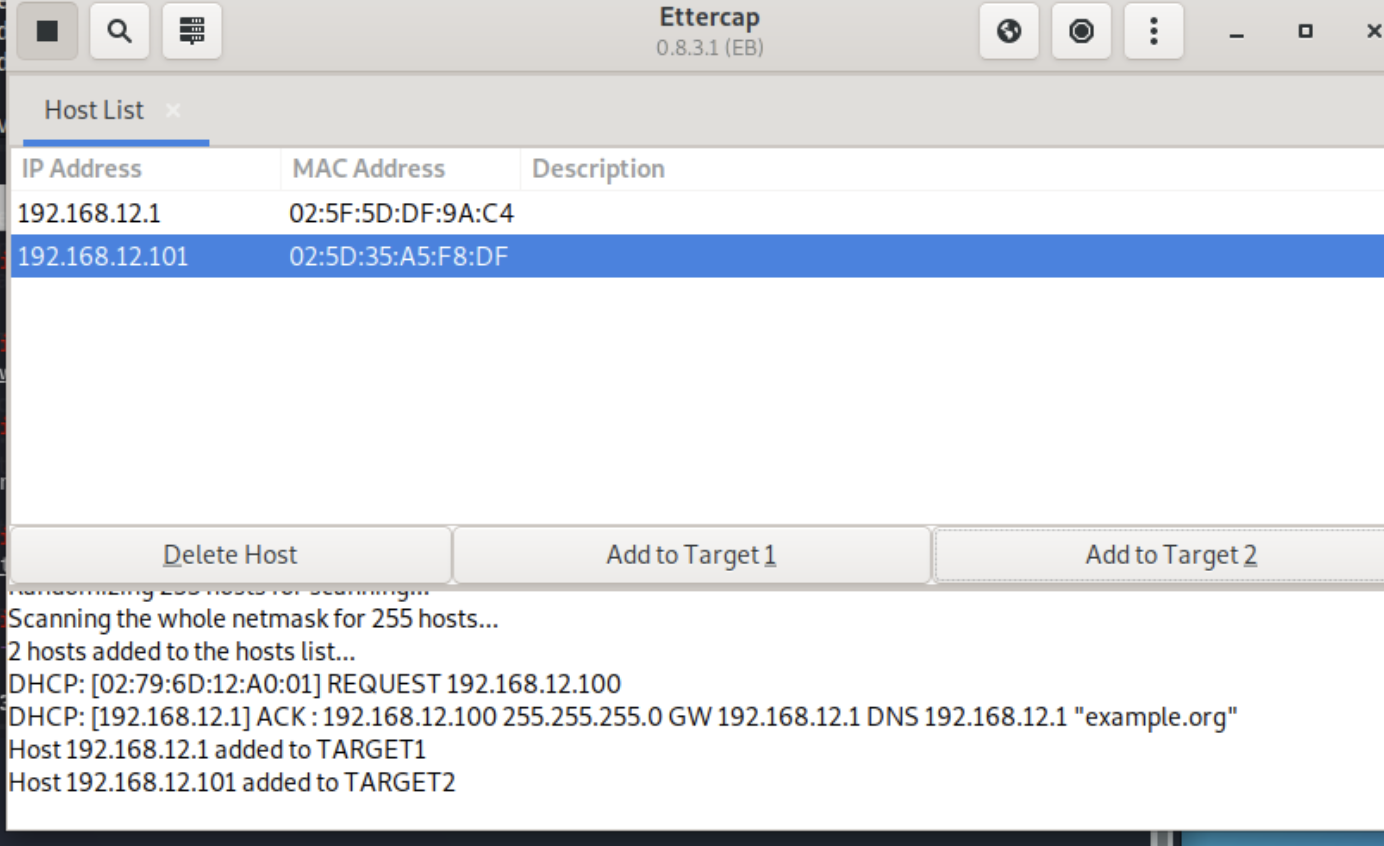 Ettercap
0.8.3.1 (EB)
Host List ×
IP Address MAC Address Description
192.168.12.1 02:5F:5D:DF:9A:C4
192.168.12.101 02:5D:35:A5:F8:DF
Delete Host Add to Target 1 Add to Target 2
Randomizing 255 hosts for scanning...
Scanning the whole netmask for 255 hosts...
2 hosts added to the hosts list...
DHCP: [02:79:6D:12:A0:01] REQUEST 192.168.12.100
DHCP: [192.168.12.1] ACK : 192.168.12.100 255.255.255.0 GW 192.168.12.1 DNS 192.168.12.1 "example.org"
Host 192.168.12.1 added to TARGET1
Host 192.168.12.101 added to TARGET2